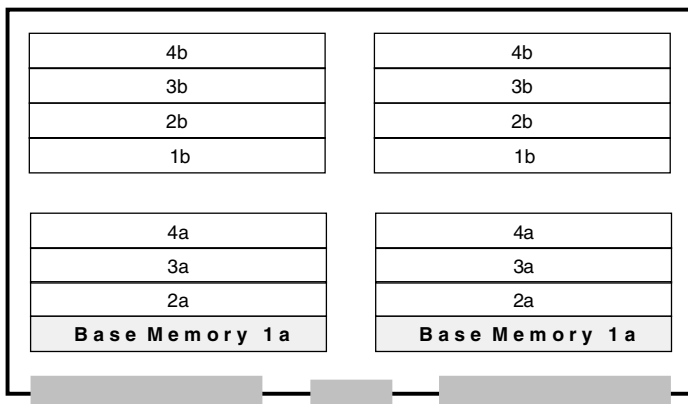 4b 4b
3b 3b
2b 2b
1b 1b
4a 4a
3a 3a
2a 2a
Base Memory 1a Base Memory 1a